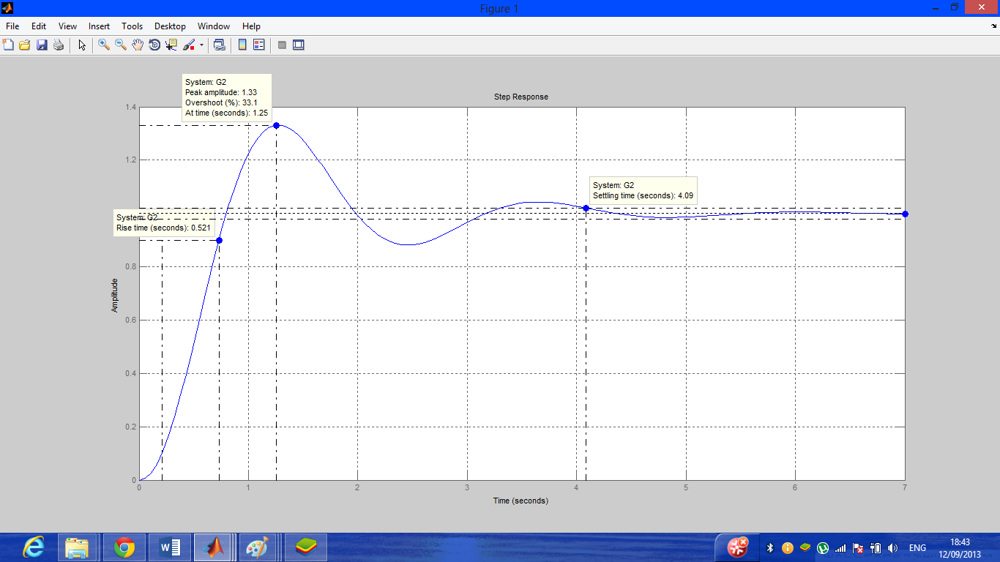 Figure 1
File Edit View Insert Tools Desktop Window Help
System: G2
Peak amplitude: 1.33
Overshoot (%): 33.1
At time (seconds): 1.25
Step Response
1.4
1.2
System: G2
Settling time (seconds): 4.09
System: G2
Rise time (seconds): 0.521
0.8
0.6
0.4
0.2
0
Amplitude
0 1 2 3 4 5 6 7
Time (seconds)
ENG
18:43
12/09/2013